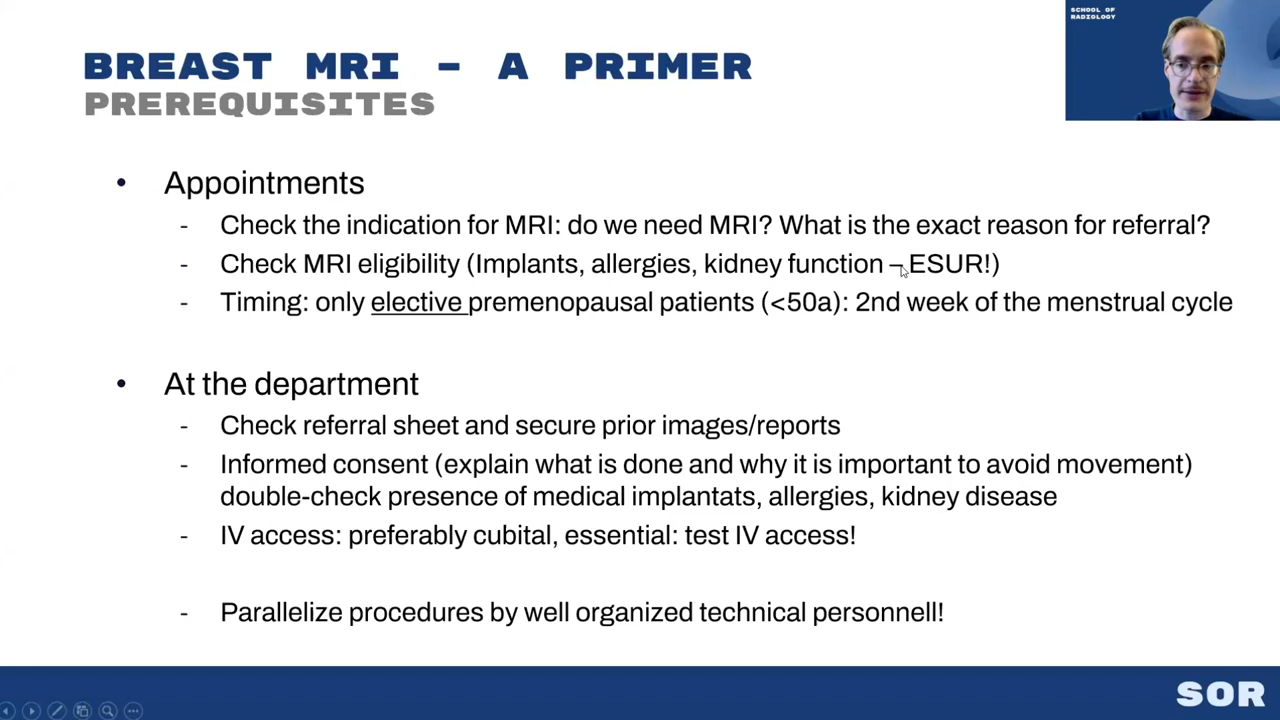 SCHOOL OF
RADIOLOGY
BREAST MRI – A PRIMER
PREREQUISITES
• Appointments
- Check the indication for MRI: do we need MRI? What is the exact reason for referral?
- Check MRI eligibility (Implants, allergies, kidney function – ESUR!)
- Timing: only elective premenopausal patients (<50a): 2nd week of the menstrual cycle
• At the department
- Check referral sheet and secure prior images/reports
- Informed consent (explain what is done and why it is important to avoid movement)
double-check presence of medical implantats, allergies, kidney disease
- IV access: preferably cubital, essential: test IV access!
- Parallelize procedures by well organized technical personnell!
SOR